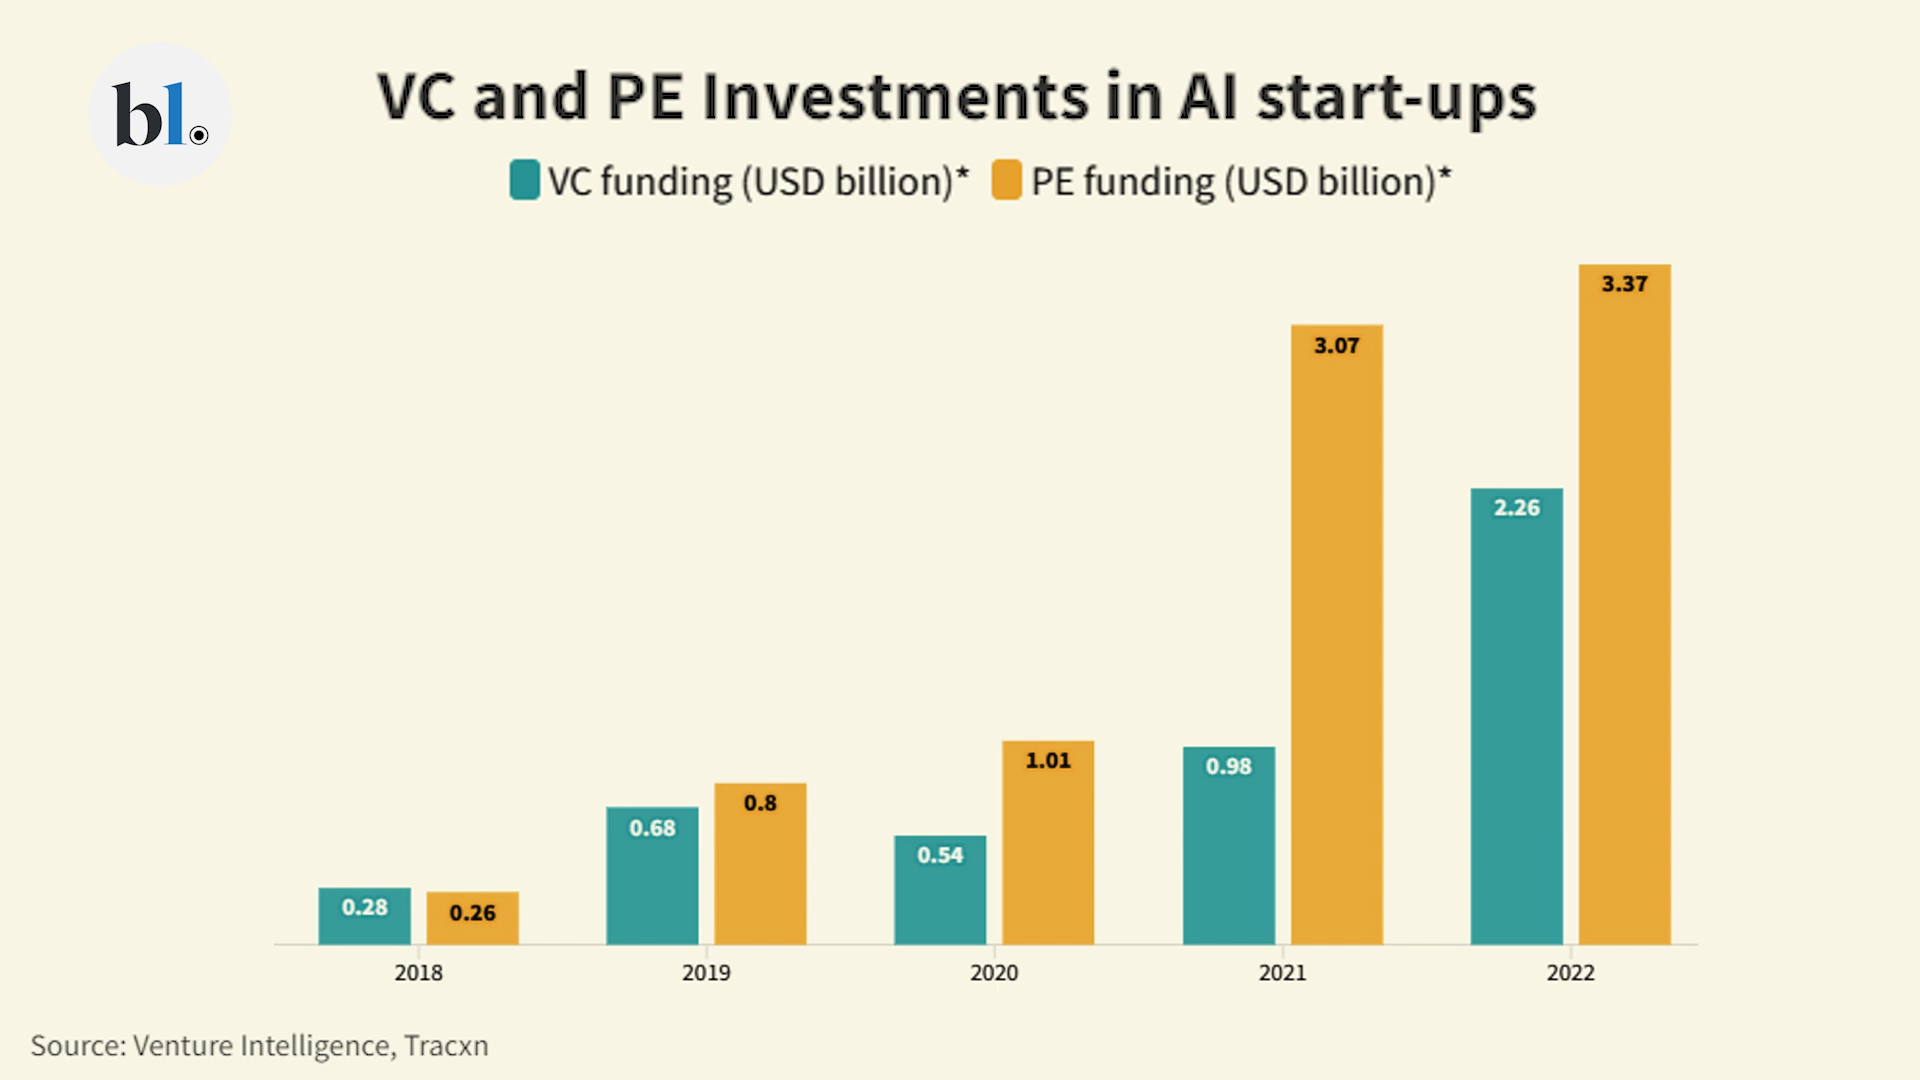 bl.
VC and PE Investments in AI start-ups
VC funding (USD billion)* PE funding (USD billion)*
3.37
3.07
2.26
1.01
0.98
0.8
0.68
0.54
0.28
0.26
2018 2019 2020 2021 2022
Source: Venture Intelligence, Tracxn